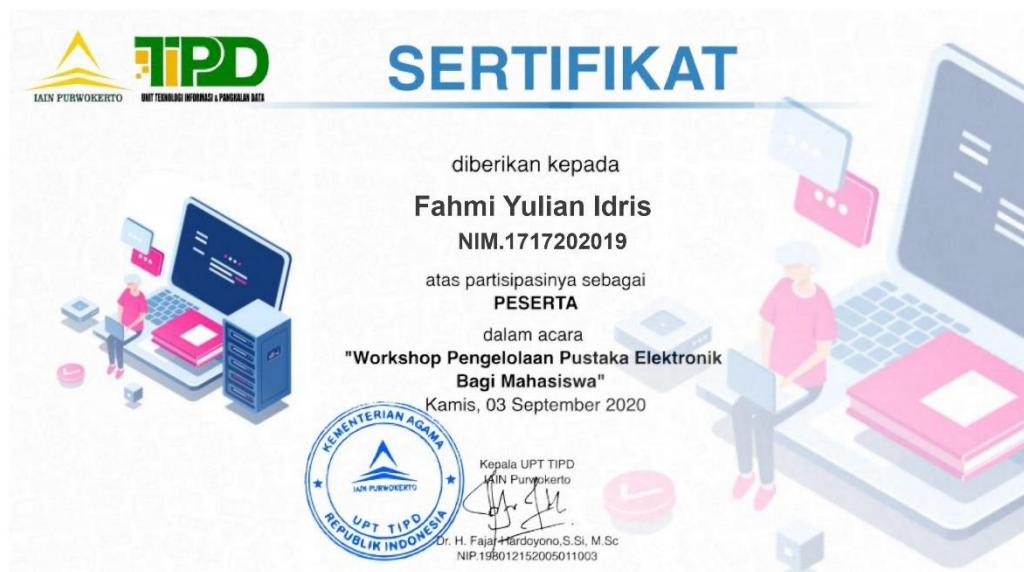 IAIN PURWOKERTO
TIPD
UNIT TEKNOLOGI INFORMASI & PANGKALAN DATA
SERTIFIKAT
diberikan kepada
Fahmi Yulian Idris
NIM.1717202019
atas partisipasinya sebagai
PESERTA
dalam acara
"Workshop Pengelolaan Pustaka Elektronik
Bagi Mahasiswa"
Kamis, 03 September 2020
KEMENTERIAN AGAMA
IAIN PURWOKERTO
UPT TIPD
REPUBLIK INDONESIA
Kepala UPT TIPD
IAIN Purwokerto
Dr. H. Fajar Hardoyono,S.Si, M.Sc
NIP.198012152005011003